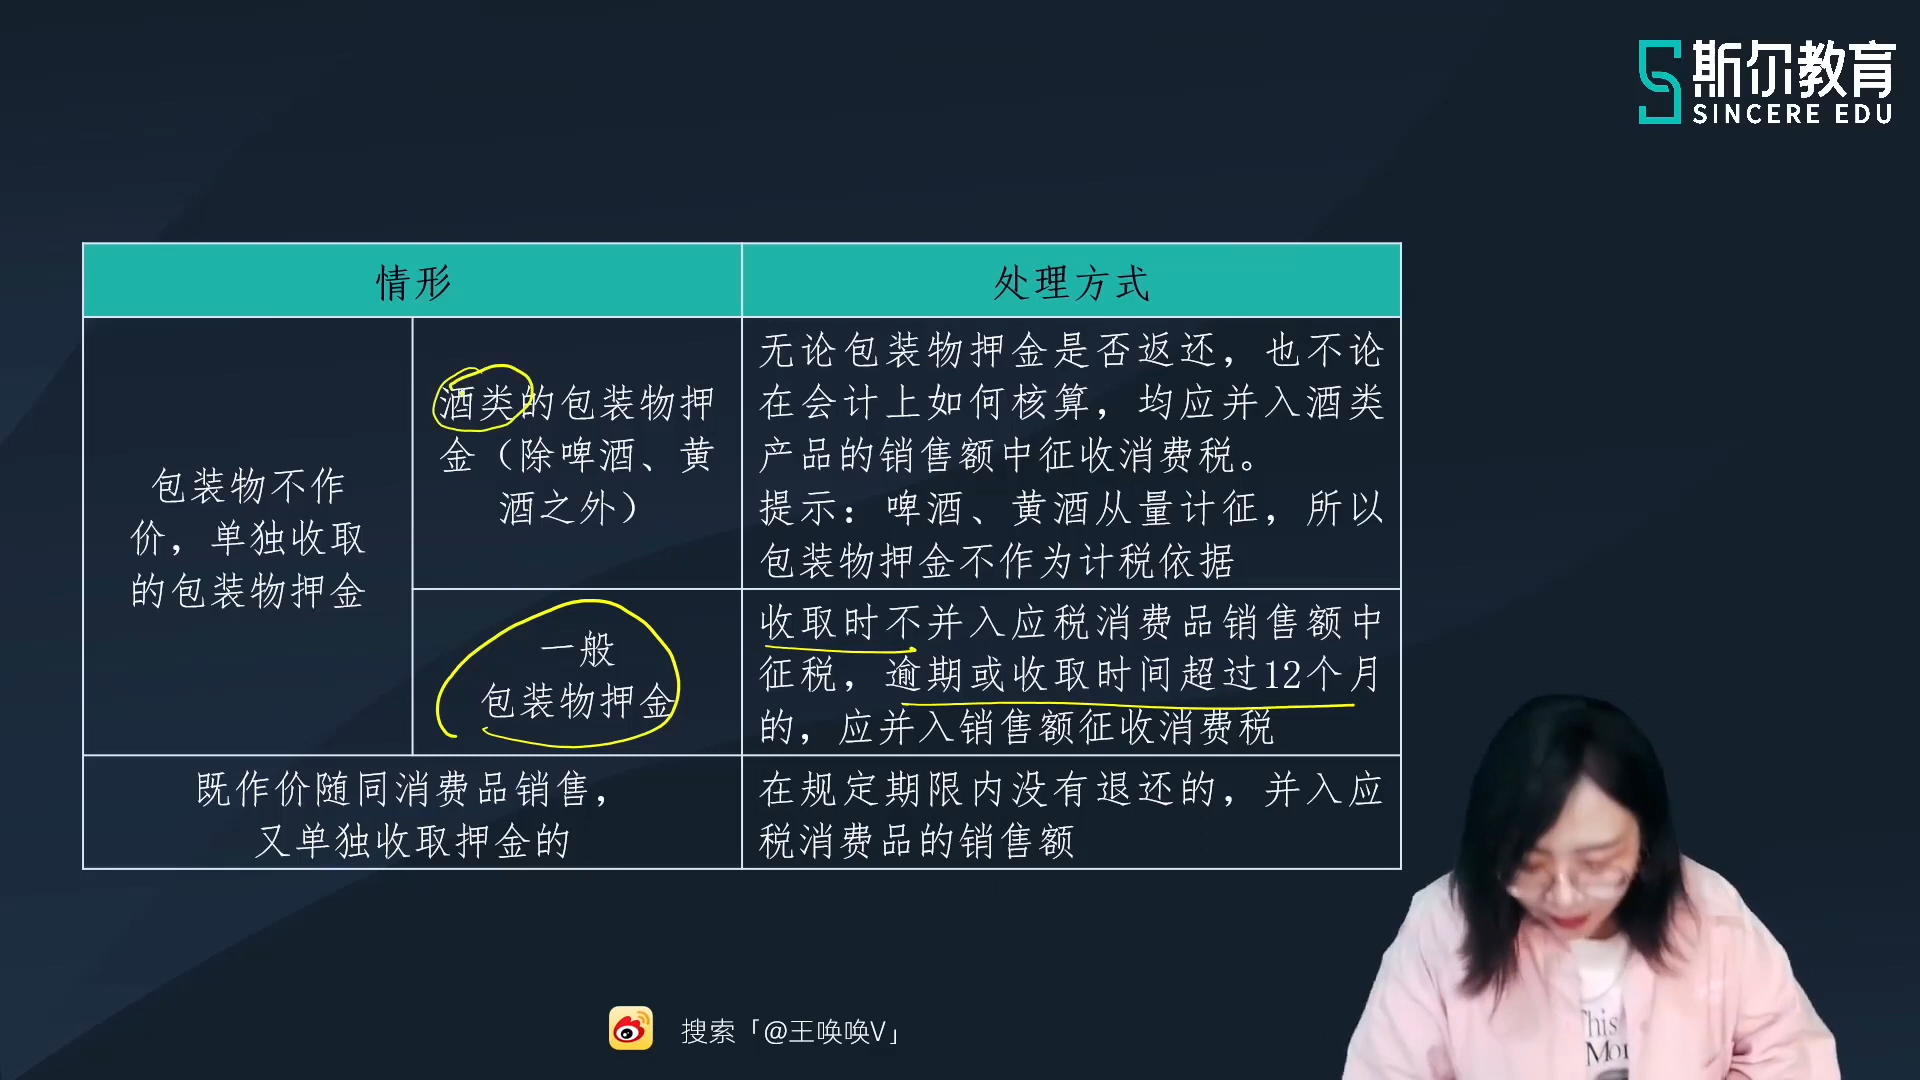 斯尔教育
SINCERE EDU
情形
处理方式
包装物不作
价，单独收取
的包装物押金
酒类的包装物押
金（除啤酒、黄
酒之外）
无论包装物押金是否返还，也不论
在会计上如何核算，均应并入酒类
产品的销售额中征收消费税。
提示：啤酒、黄酒从量计征，所以
包装物押金不作为计税依据
一般
包装物押金
收取时不并入应税消费品销售额中
征税，逾期或收取时间超过12个月
的，应并入销售额征收消费税
既作价随同消费品销售，
又单独收取押金的
在规定期限内没有退还的，并入应
税消费品的销售额
搜索「@王唤唤V」